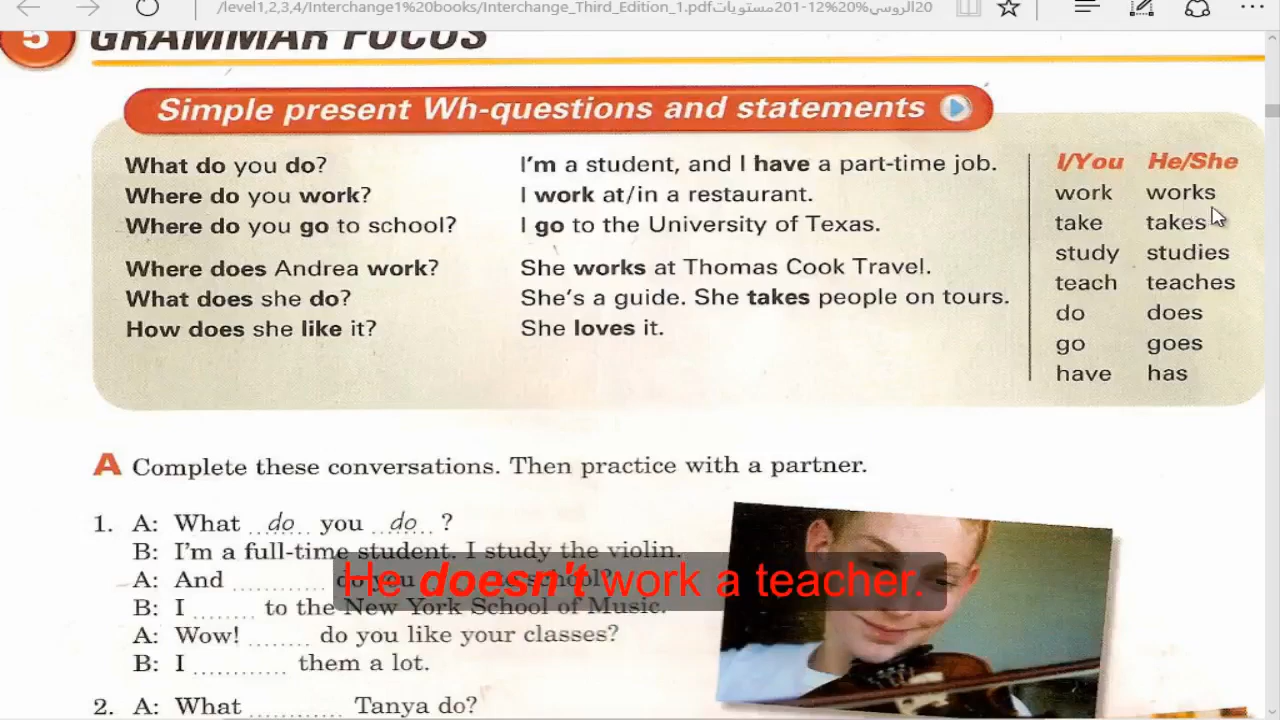 /level1,2,3,4/Interchange1%20books/Interchange_Third_Edition_1.pdfمستويات201-12%20%الروسي20
5 GRAMMAR FOCUS
Simple present Wh-questions and statements
What do you do? I'm a student, and I have a part-time job.
Where do you work? I work at/in a restaurant.
Where do you go to school? I go to the University of Texas.
Where does Andrea work? She works at Thomas Cook Travel.
What does she do? She's a guide. She takes people on tours.
How does she like it? She loves it.
I/You He/She
work works
take takes
study studies
teach teaches
do does
go goes
have has
A Complete these conversations. Then practice with a partner.
1. A: What do you do ?
B: I'm a full-time student. I study the violin.
A: And .......... do you to school?
B: I ........ to the New York School of Music.
A: Wow! ........ do you like your classes?
B: I ............ them a lot.
He doesn't work a teacher.
2. A: What ............ Tanya do?